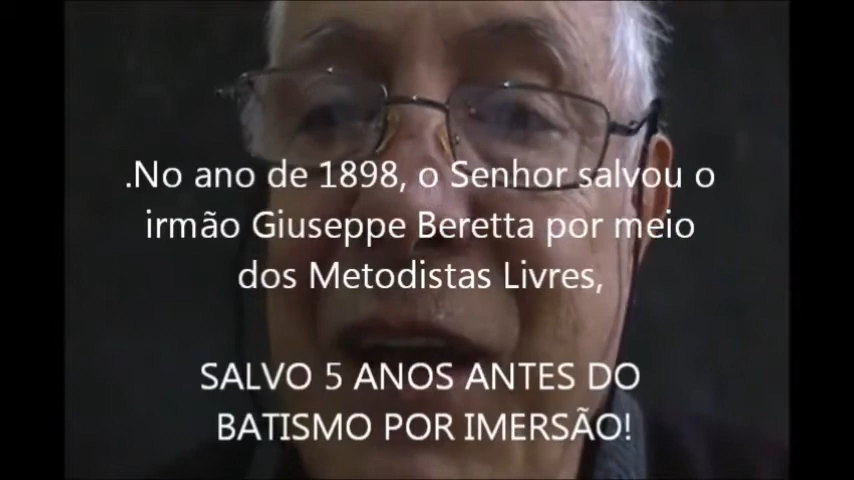 .No ano de 1898, o Senhor salvou o
irmão Giuseppe Beretta por meio
dos Metodistas Livres,
SALVO 5 ANOS ANTES DO
BATISMO POR IMERSÃO!